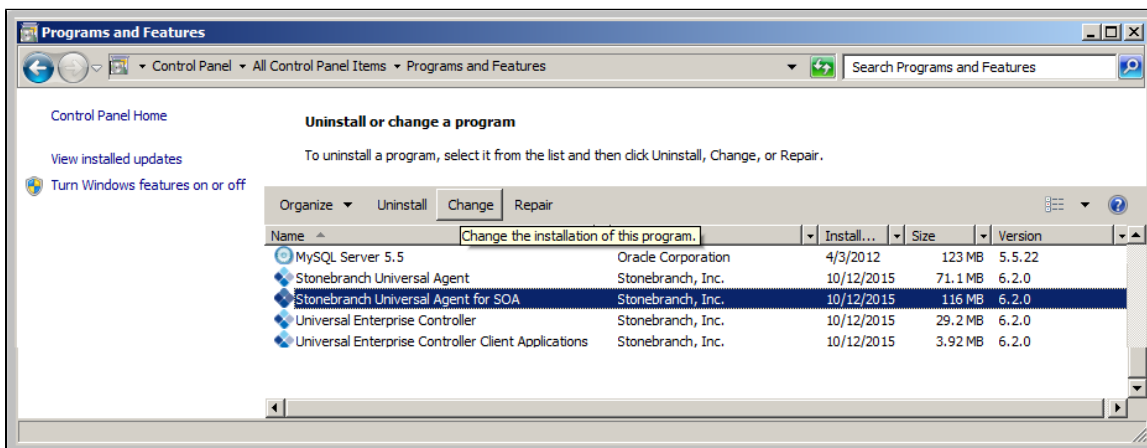 Programs and Features
Control Panel All Control Panel Items Programs and Features Search Programs and Features
Control Panel Home
View installed updates
Turn Windows features on or off
Uninstall or change a program
To uninstall a program, select it from the list and then click Uninstall, Change, or Repair.
Organize Uninstall Change Repair
Name Install... Size Version
Change the installation of this program.
MySQL Server 5.5 Oracle Corporation 4/3/2012 123 MB 5.5.22
Stonebranch Universal Agent Stonebranch, Inc. 10/12/2015 71.1 MB 6.2.0
Stonebranch Universal Agent for SOA Stonebranch, Inc. 10/12/2015 116 MB 6.2.0
Universal Enterprise Controller Stonebranch, Inc. 10/12/2015 29.2 MB 6.2.0
Universal Enterprise Controller Client Applications Stonebranch, Inc. 10/12/2015 3.92 MB 6.2.0